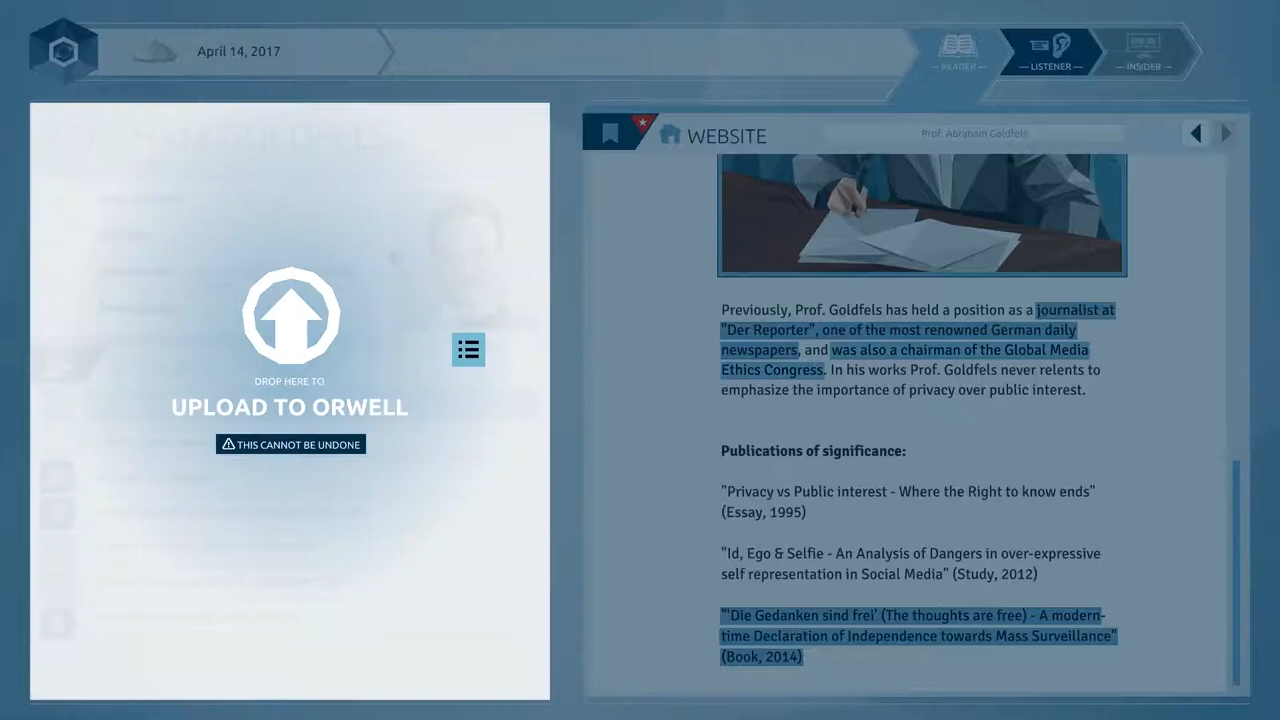 April 14, 2017
— READER —
— LISTENER —
— INSIDER —
DROP HERE TO
UPLOAD TO ORWELL
THIS CANNOT BE UNDONE
WEBSITE
Prof. Abraham Goldfels
Previously, Prof. Goldfels has held a position as a journalist at
"Der Reporter", one of the most renowned German daily
newspapers, and was also a chairman of the Global Media
Ethics Congress. In his works Prof. Goldfels never relents to
emphasize the importance of privacy over public interest.
Publications of significance:
"Privacy vs Public interest - Where the Right to know ends"
(Essay, 1995)
"Id, Ego & Selfie - An Analysis of Dangers in over-expressive
self representation in Social Media" (Study, 2012)
"'Die Gedanken sind frei' (The thoughts are free) - A modern-
time Declaration of Independence towards Mass Surveillance"
(Book, 2014)